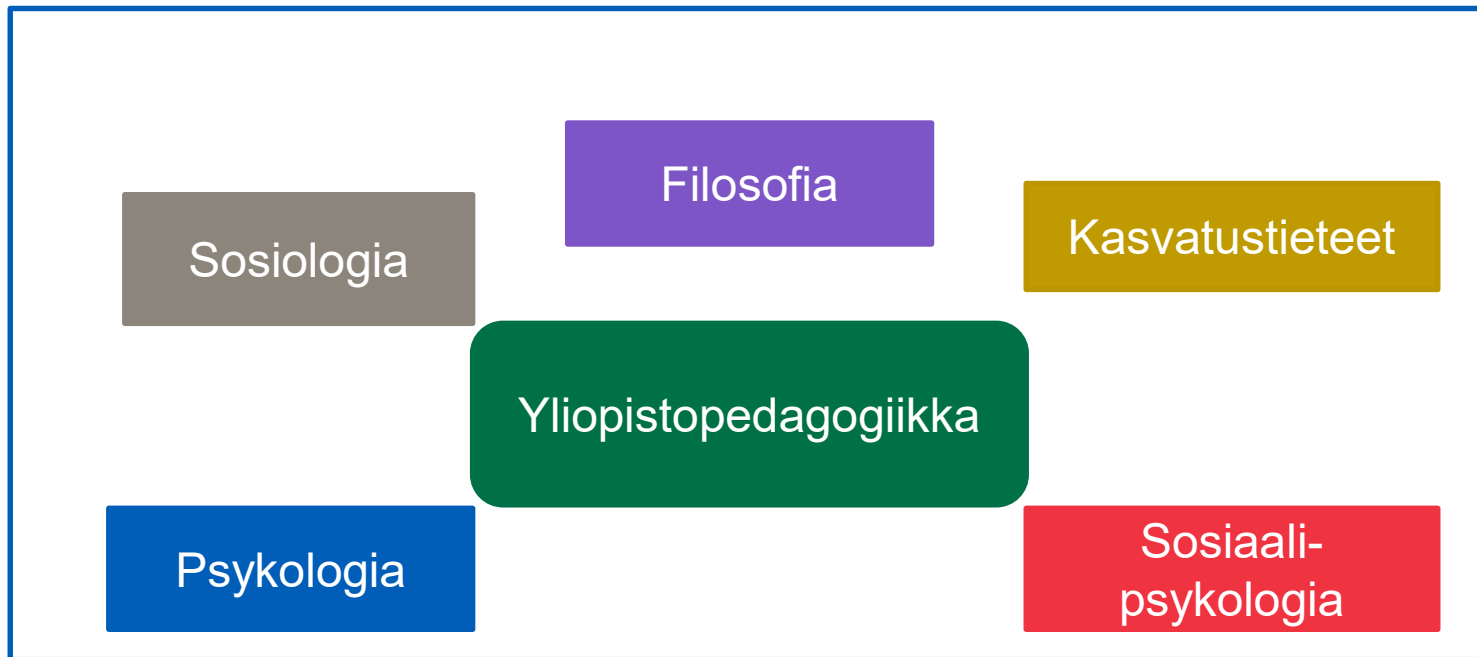 Filosofia
Sosiologia
Kasvatustieteet
Yliopistopedagogiikka
Psykologia
Sosiaali-
psykologia